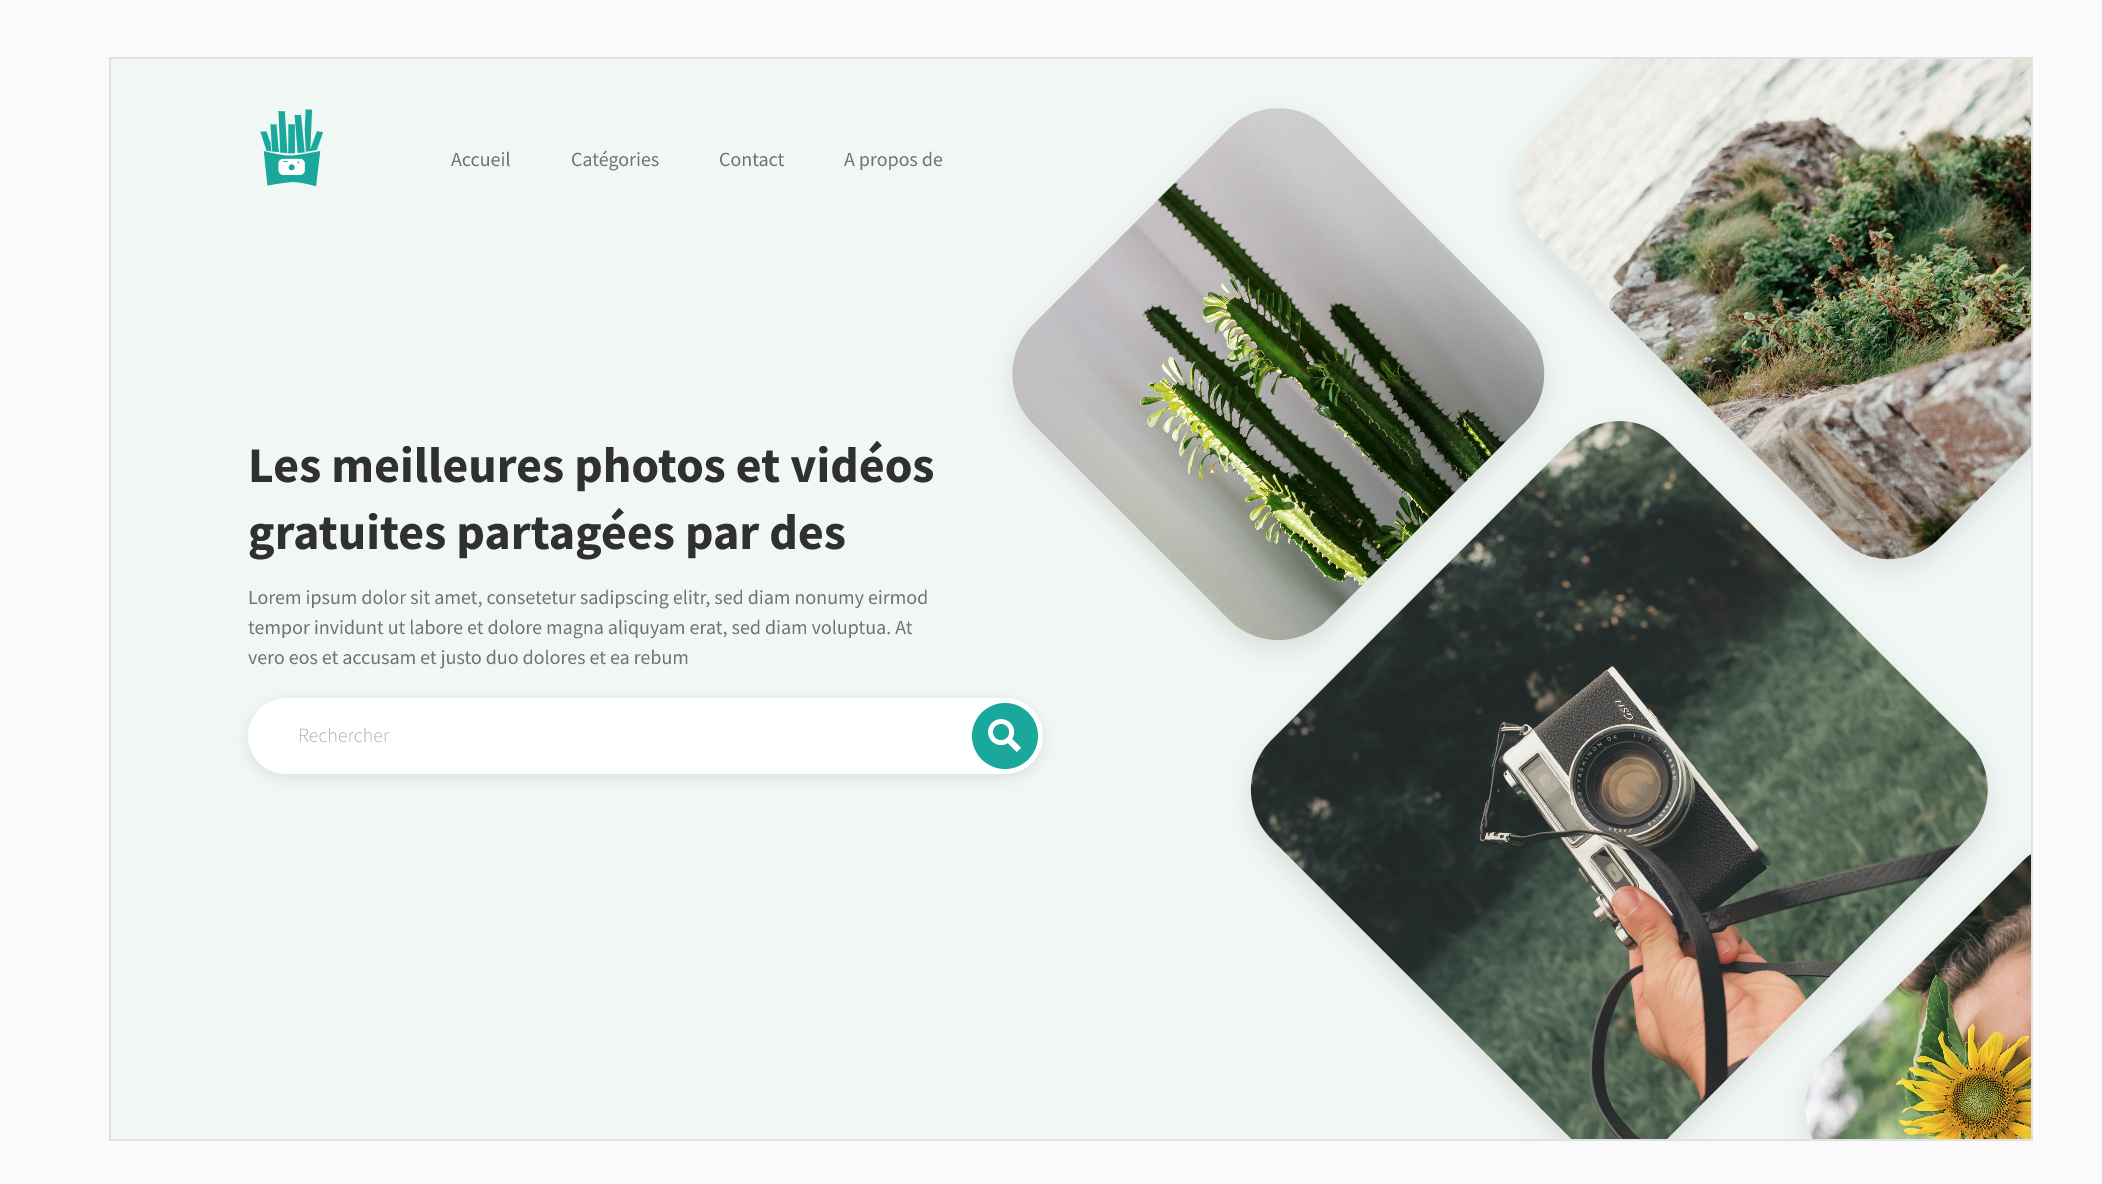 Accueil Catégories Contact A propos de
Les meilleures photos et vidéos
gratuites partagées par des
Lorem ipsum dolor sit amet, consetetur sadipscing elitr, sed diam nonumy eirmod
tempor invidunt ut labore et dolore magna aliquyam erat, sed diam voluptua. At
vero eos et accusam et justo duo dolores et ea rebum
Rechercher